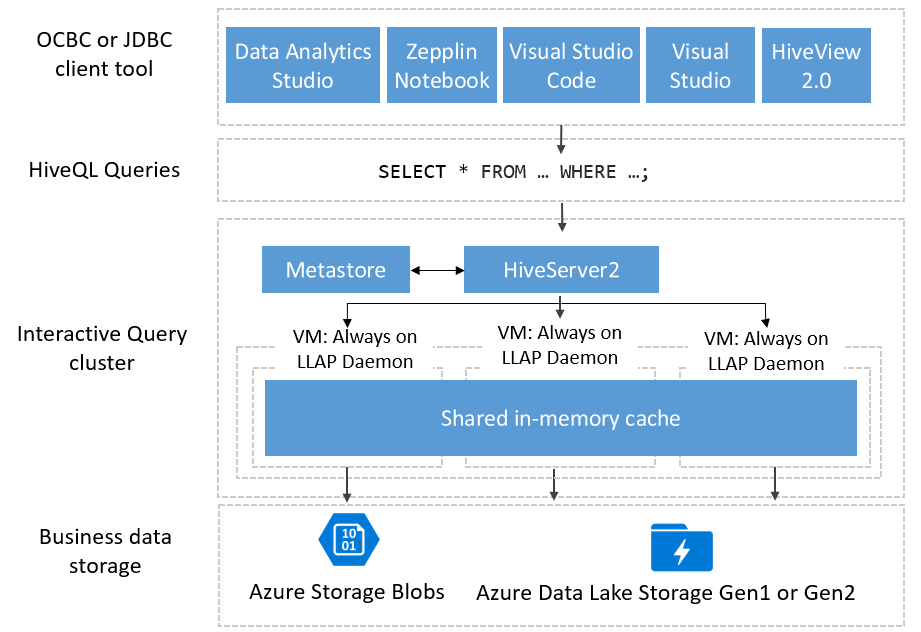 OCBC or JDBC
client tool
Data Analytics
Studio
Zepplin
Notebook
Visual Studio
Code
Visual
Studio
HiveView
2.0
HiveQL Queries
SELECT * FROM … WHERE …;
Interactive Query
cluster
Metastore
HiveServer2
VM: Always on
LLAP Daemon
VM: Always on
LLAP Daemon
VM: Always on
LLAP Daemon
Shared in-memory cache
Business data
storage
10
01
Azure Storage Blobs
Azure Data Lake Storage Gen1 or Gen2